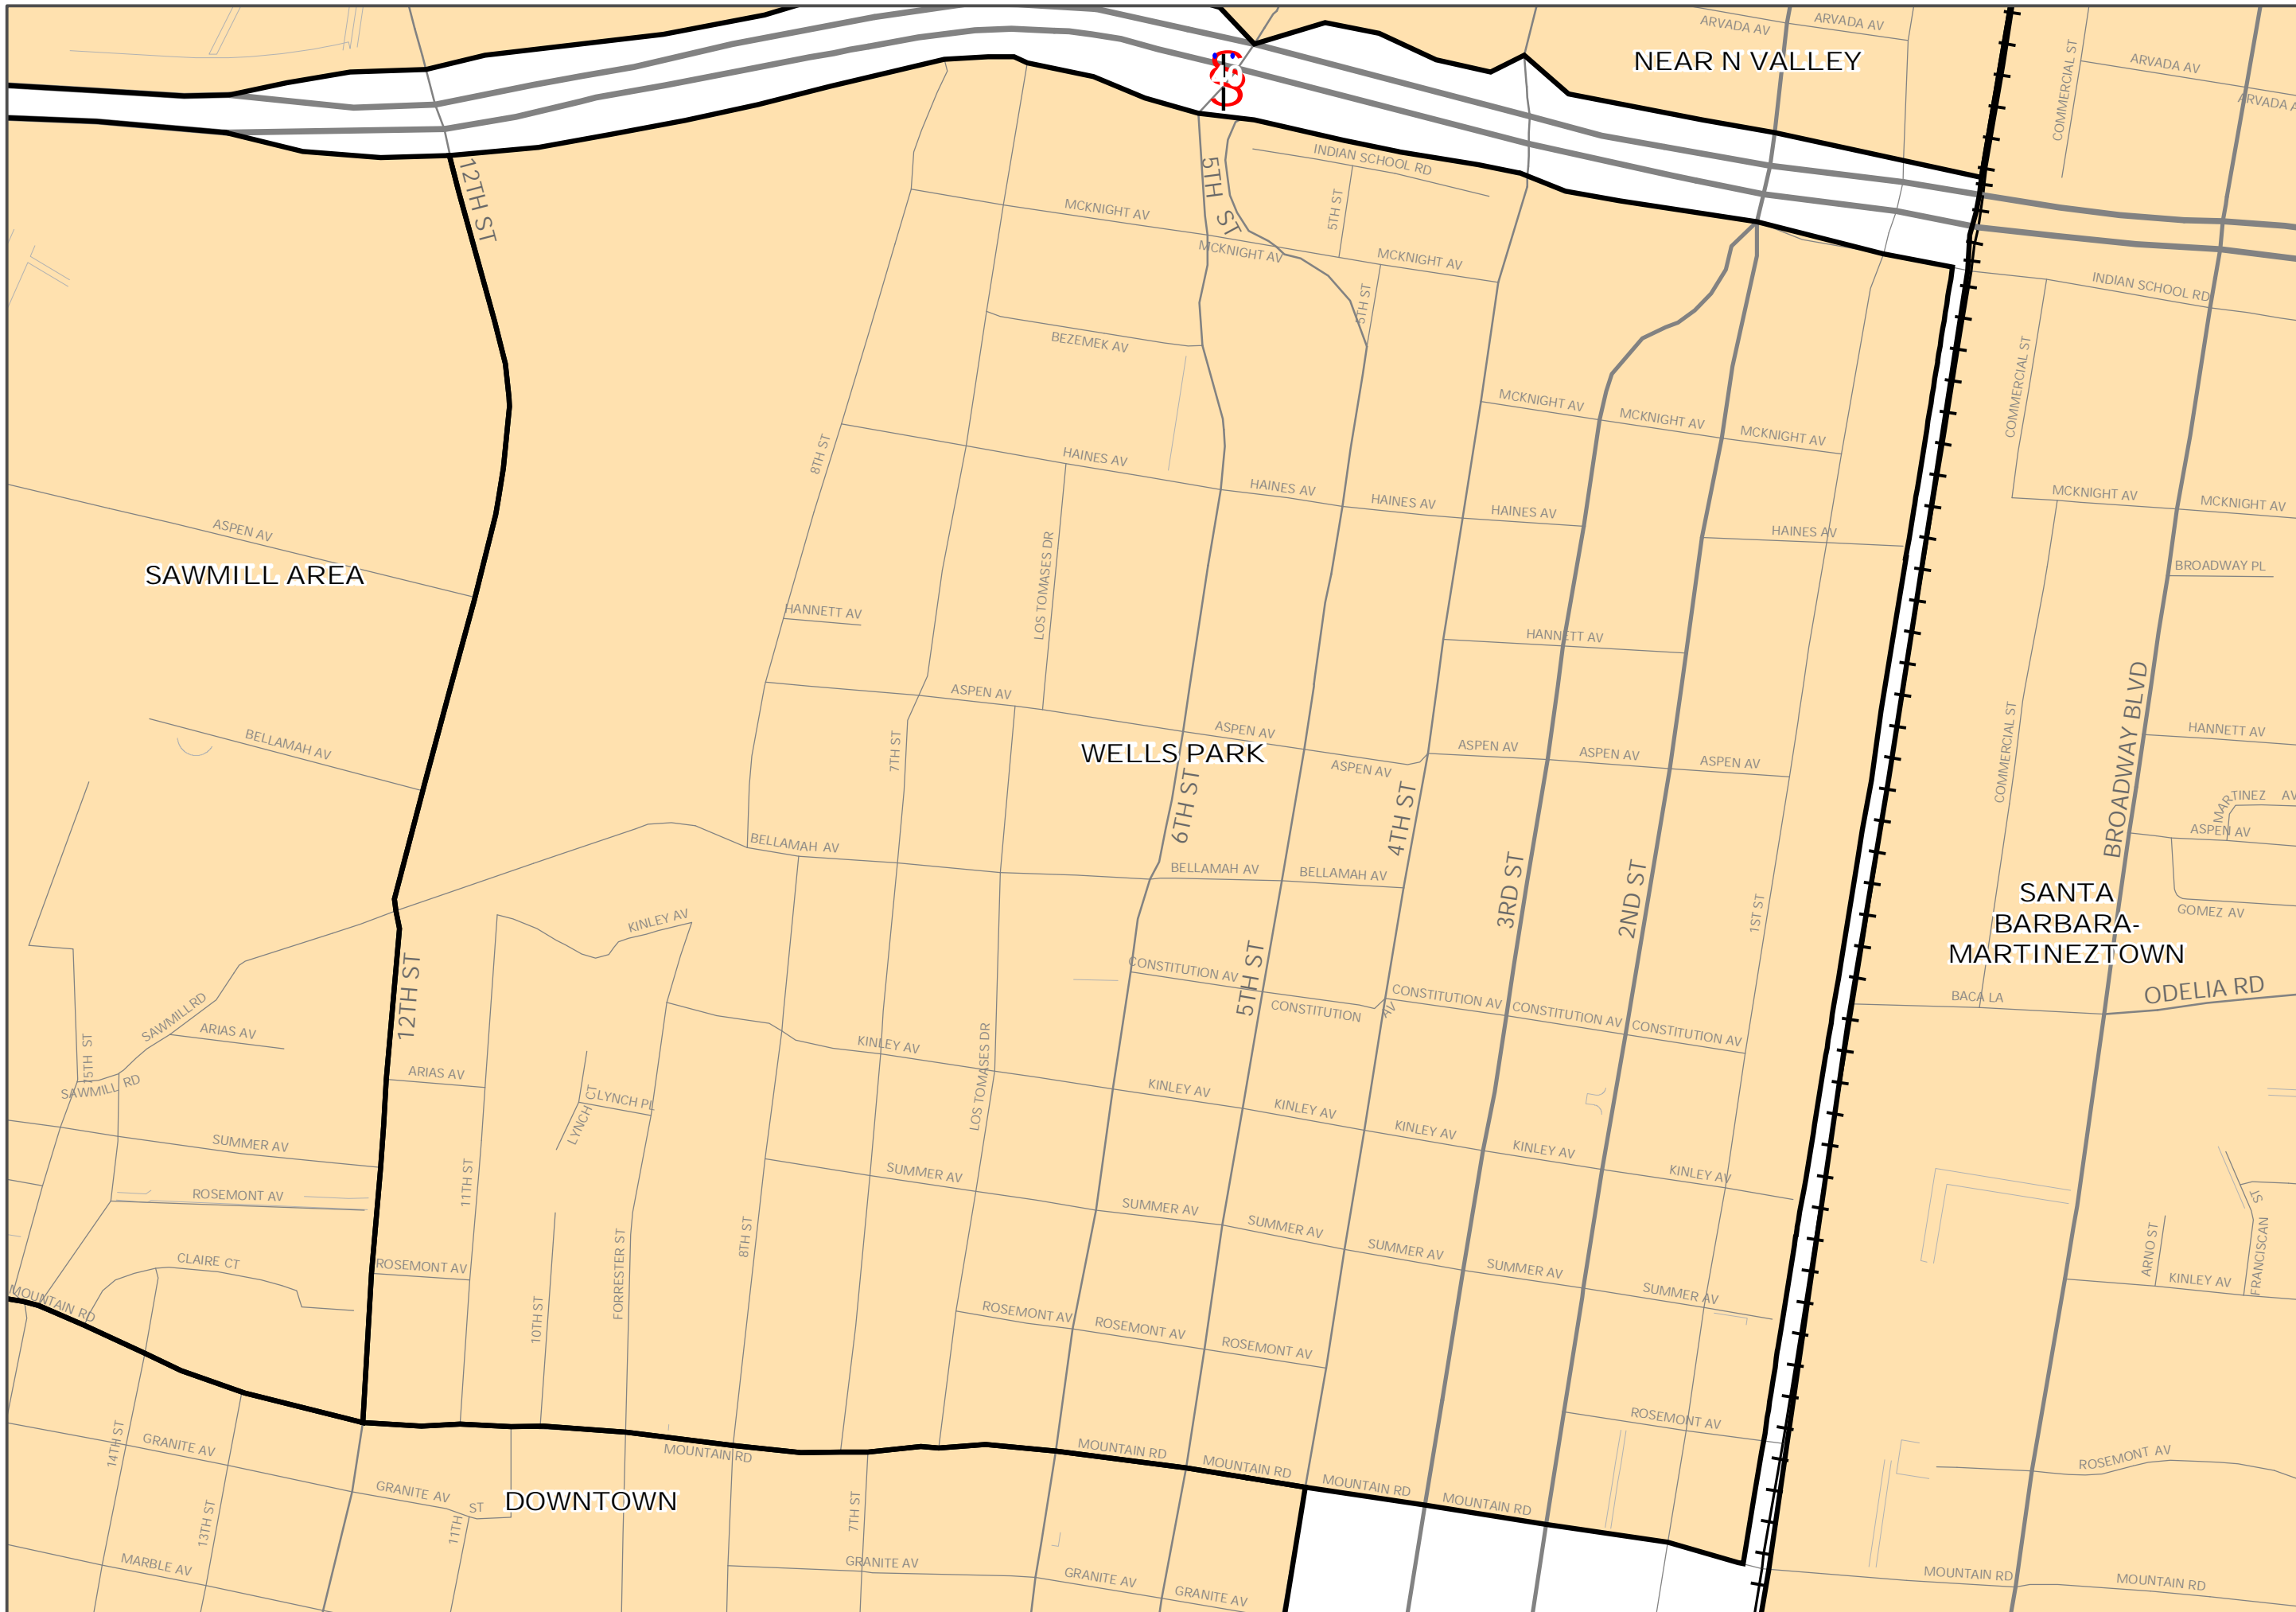 ARVADA AV
ARVADA AV
NEAR N VALLEY
COMMERCIAL ST
ARVADA AV
ARVADA A
12TH ST
5TH ST
INDIAN SCHOOL RD
5TH ST
MCKNIGHT AV
MCKNIGHT AV
MCKNIGHT AV
INDIAN SCHOOL RD
5TH ST
BEZEMEK AV
COMMERCIAL ST
MCKNIGHT AV
MCKNIGHT AV
MCKNIGHT AV
8TH ST
HAINES AV
HAINES AV
HAINES AV
HAINES AV
HAINES AV
MCKNIGHT AV
MCKNIGHT AV
ASPEN AV
SAWMILL AREA
BROADWAY PL
LOS TOMASES DR
HANNETT AV
HANNETT AV
ASPEN AV
7TH ST
ASPEN AV
WELLS PARK
ASPEN AV
ASPEN AV
ASPEN AV
ASPEN AV
BELLAMAH AV
COMMERCIAL ST
BROADWAY BLVD
HANNETT AV
MAR
TINEZ AV
ASPEN AV
6TH ST
4TH ST
BELLAMAH AV
BELLAMAH AV
BELLAMAH AV
3RD ST
2ND ST
1ST ST
SANTA
BARBARA-
MARTINEZTOWN
GOMEZ AV
KINLEY AV
12TH ST
CONSTITUTION AV
5TH ST
CONSTITUTION AV
CONSTITUTION AV
CONSTITUTION AV
CONSTITUTION AV
BACA LA
ODELIA RD
SAWMILL RD
ARIAS AV
15TH ST
SAWMILL RD
ARIAS AV
KINLEY AV
LOS TOMASES DR
LYNCH CT
LYNCH PL
KINLEY AV
KINLEY AV
KINLEY AV
KINLEY AV
KINLEY AV
SUMMER AV
11TH ST
ROSEMONT AV
SUMMER AV
SUMMER AV
SUMMER AV
SUMMER AV
SUMMER AV
SUMMER AV
8TH ST
FORRESTER ST
CLAIRE CT
ROSEMONT AV
ARNO ST
FRANCISCAN ST
KINLEY AV
MOUNTAIN RD
10TH ST
ROSEMONT AV
ROSEMONT AV
ROSEMONT AV
ROSEMONT AV
14TH ST
GRANITE AV
MOUNTAIN RD
MOUNTAIN RD
MOUNTAIN RD
MOUNTAIN RD
MOUNTAIN RD
ROSEMONT AV
GRANITE AV
DOWNTOWN
11TH ST
13TH ST
7TH ST
MARBLE AV
GRANITE AV
GRANITE AV
GRANITE AV
MOUNTAIN RD
MOUNTAIN RD